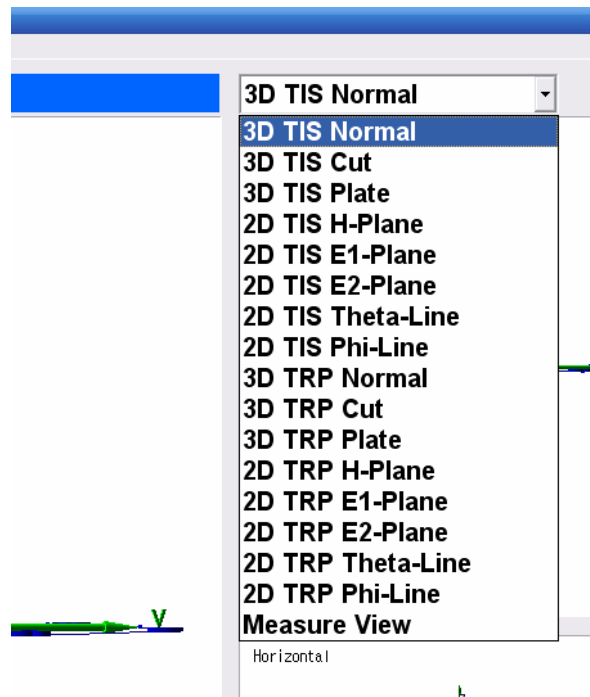 3D TIS Normal
3D TIS Normal
3D TIS Cut
3D TIS Plate
2D TIS H-Plane
2D TIS E1-Plane
2D TIS E2-Plane
2D TIS Theta-Line
2D TIS Phi-Line
3D TRP Normal
3D TRP Cut
3D TRP Plate
2D TRP H-Plane
2D TRP E1-Plane
2D TRP E2-Plane
2D TRP Theta-Line
2D TRP Phi-Line
Measure View
V
Horizontal